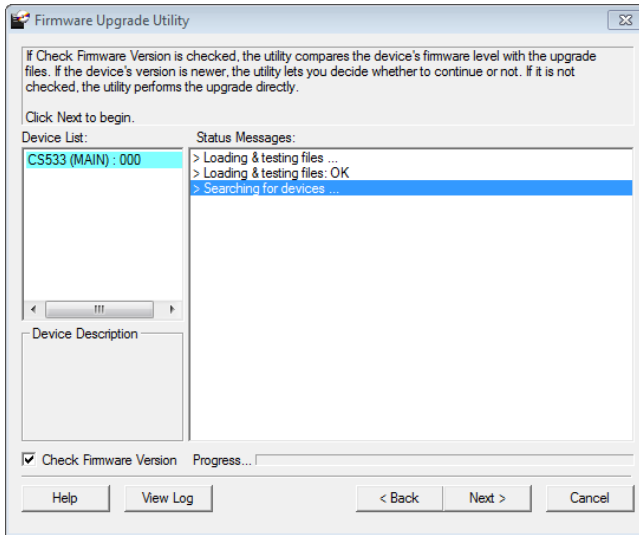 Firmware Upgrade Utility
If Check Firmware Version is checked, the utility compares the device's firmware level with the upgrade
files. If the device's version is newer, the utility lets you decide whether to continue or not. If it is not
checked, the utility performs the upgrade directly.
Click Next to begin.
Device List:
Status Messages:
CS533 (MAIN) : 000
> Loading & testing files ...
> Loading & testing files: OK
> Searching for devices ...
Device Description
Check Firmware Version
Progress...
Help
View Log
< Back
Next >
Cancel